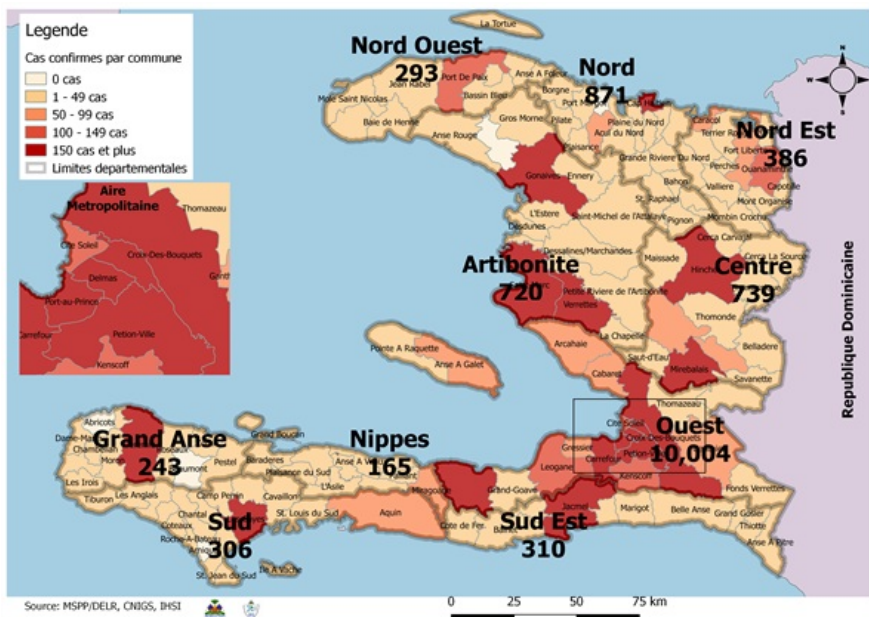 Legende
Cas confirmes par commune
0 cas
1 - 49 cas
50 - 99 cas
100 - 149 cas
150 cas et plus
Limites departementales
Aire
Metropolitaine
Thomazeau
Cite Soleil
Croix-Des-Bouquets
Delmas
Port-au-Prince
Carrefour
Petion-Ville
Kenscoff
La Tortue
Nord Ouest
293
Port De Paix
Jean Rabel
Anse A Foleur
Mole Saint Nicolas
Bassin Bleu
Baie de Henne
Anse Rouge
Gros Morne
Nord
871
Borgne
Pilate
Plaine du Nord
Acul du Nord
Plaisance
Grande Riviere Du Nord
Bahon
St. Raphael
Pignon
Caracol
Nord Est
386
Fort Liberte
Perches
Ouanaminthe
Capotille
Valliere
Mont Organise
Mombin Crochu
Gonaives
Ennery
L'Estere
Saint-Michel de l'Attalaye
Desdunes
Dessalines/Marchandes
Artibonite
720
Petite Riviere de l'Artibonite
Verrettes
La Chapelle
Cerca Carvajal
Cerca La Source
Maissade
Centre
739
Thomonde
Belladere
Saut-d'Eau
Mirebalais
Savanette
Republique Dominicaine
Arcahaie
Cabaret
Pointe A Raquette
Anse A Galet
Thomazeau
Cite Soleil
Ouest
10,004
Croix-Des-Bouquets
Gressier
Carrefour
Leogane
Kenscoff
Fonds Verrettes
Abricots
Grand Anse
243
Chambellan
Les Irois
Pestel
Grand Boucan
Baraderes
Nippes
165
Plaisance du Sud
L'Asile
Miragoane
Grand-Goave
Tiburon
Les Anglais
Camp Perrin
Cavaillon
Chantal
Sud
306
St. Louis du Sud
Aquin
Coteaux
Roche-A-Bateau
St. Jean du Sud
Ile A Vache
Cote de Fer
Sud Est
310
Jacmel
Marigot
Belle Anse
Grand Gosier
Thiotte
Anse A Pitre
Source: MSPP/DELR, CNIGS, IHSI
0 25 50 75 km
N
W E
S